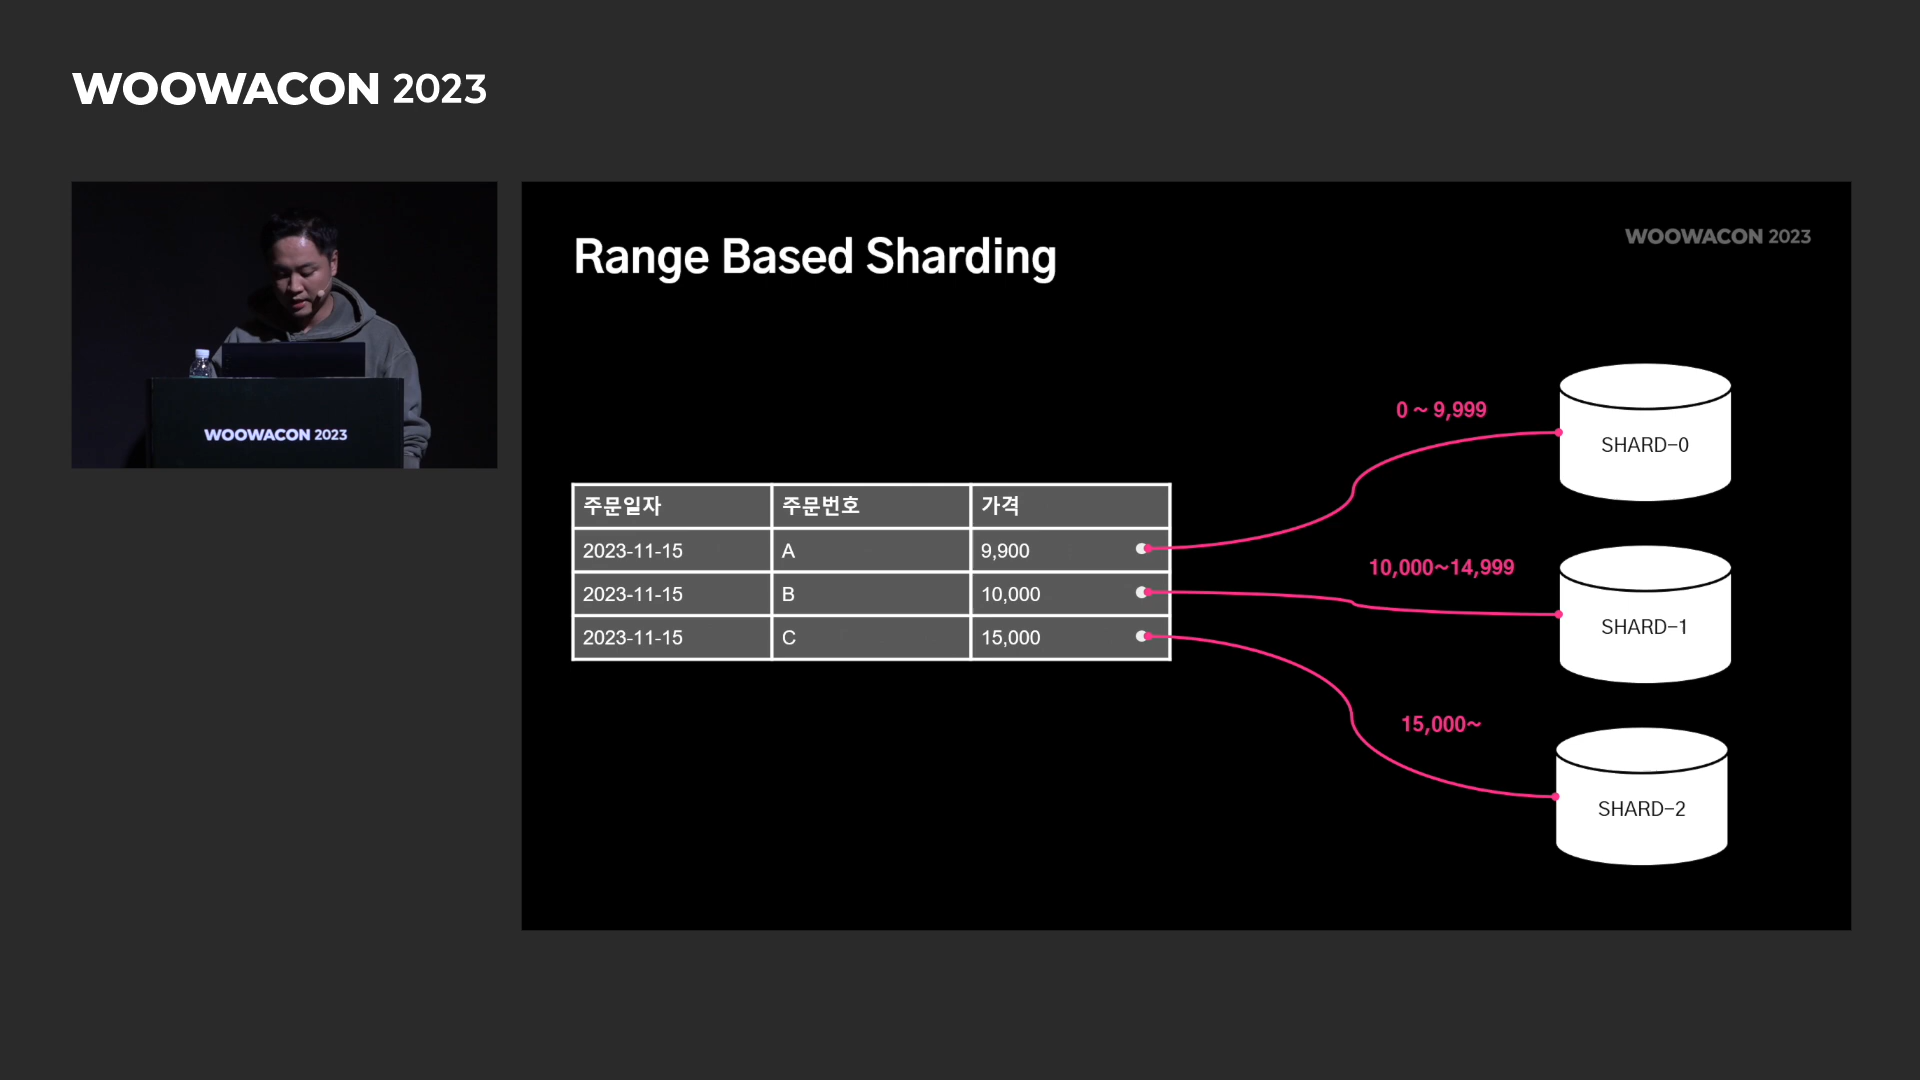 WOOWACON 2023
WOOWACON 2023
Range Based Sharding
WOOWACON 2023
주문일자 주문번호 가격
2023-11-15 A 9,900
2023-11-15 B 10,000
2023-11-15 C 15,000
0 ~ 9,999
SHARD-0
10,000~14,999
SHARD-1
15,000~
SHARD-2